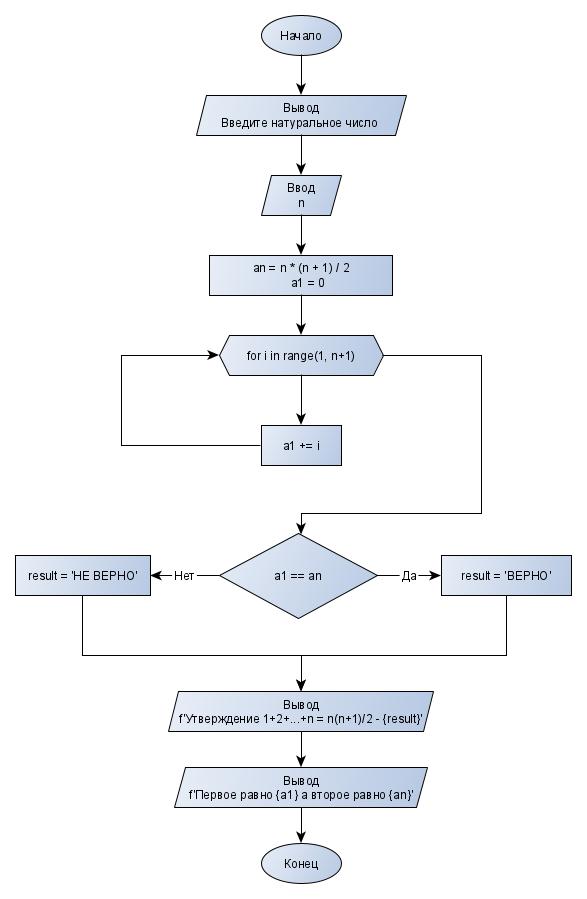 Начало
Вывод
Введите натуральное число
Ввод
n
an = n * (n + 1) / 2
a1 = 0
for i in range(1, n+1)
a1 += i
a1 == an
Нет
Да
result = 'НЕ ВЕРНО'
result = 'ВЕРНО'
Вывод
f'Утверждение 1+2+...+n = n(n+1)/2 - {result}'
Вывод
f'Первое равно {a1} а второе равно {an}'
Конец